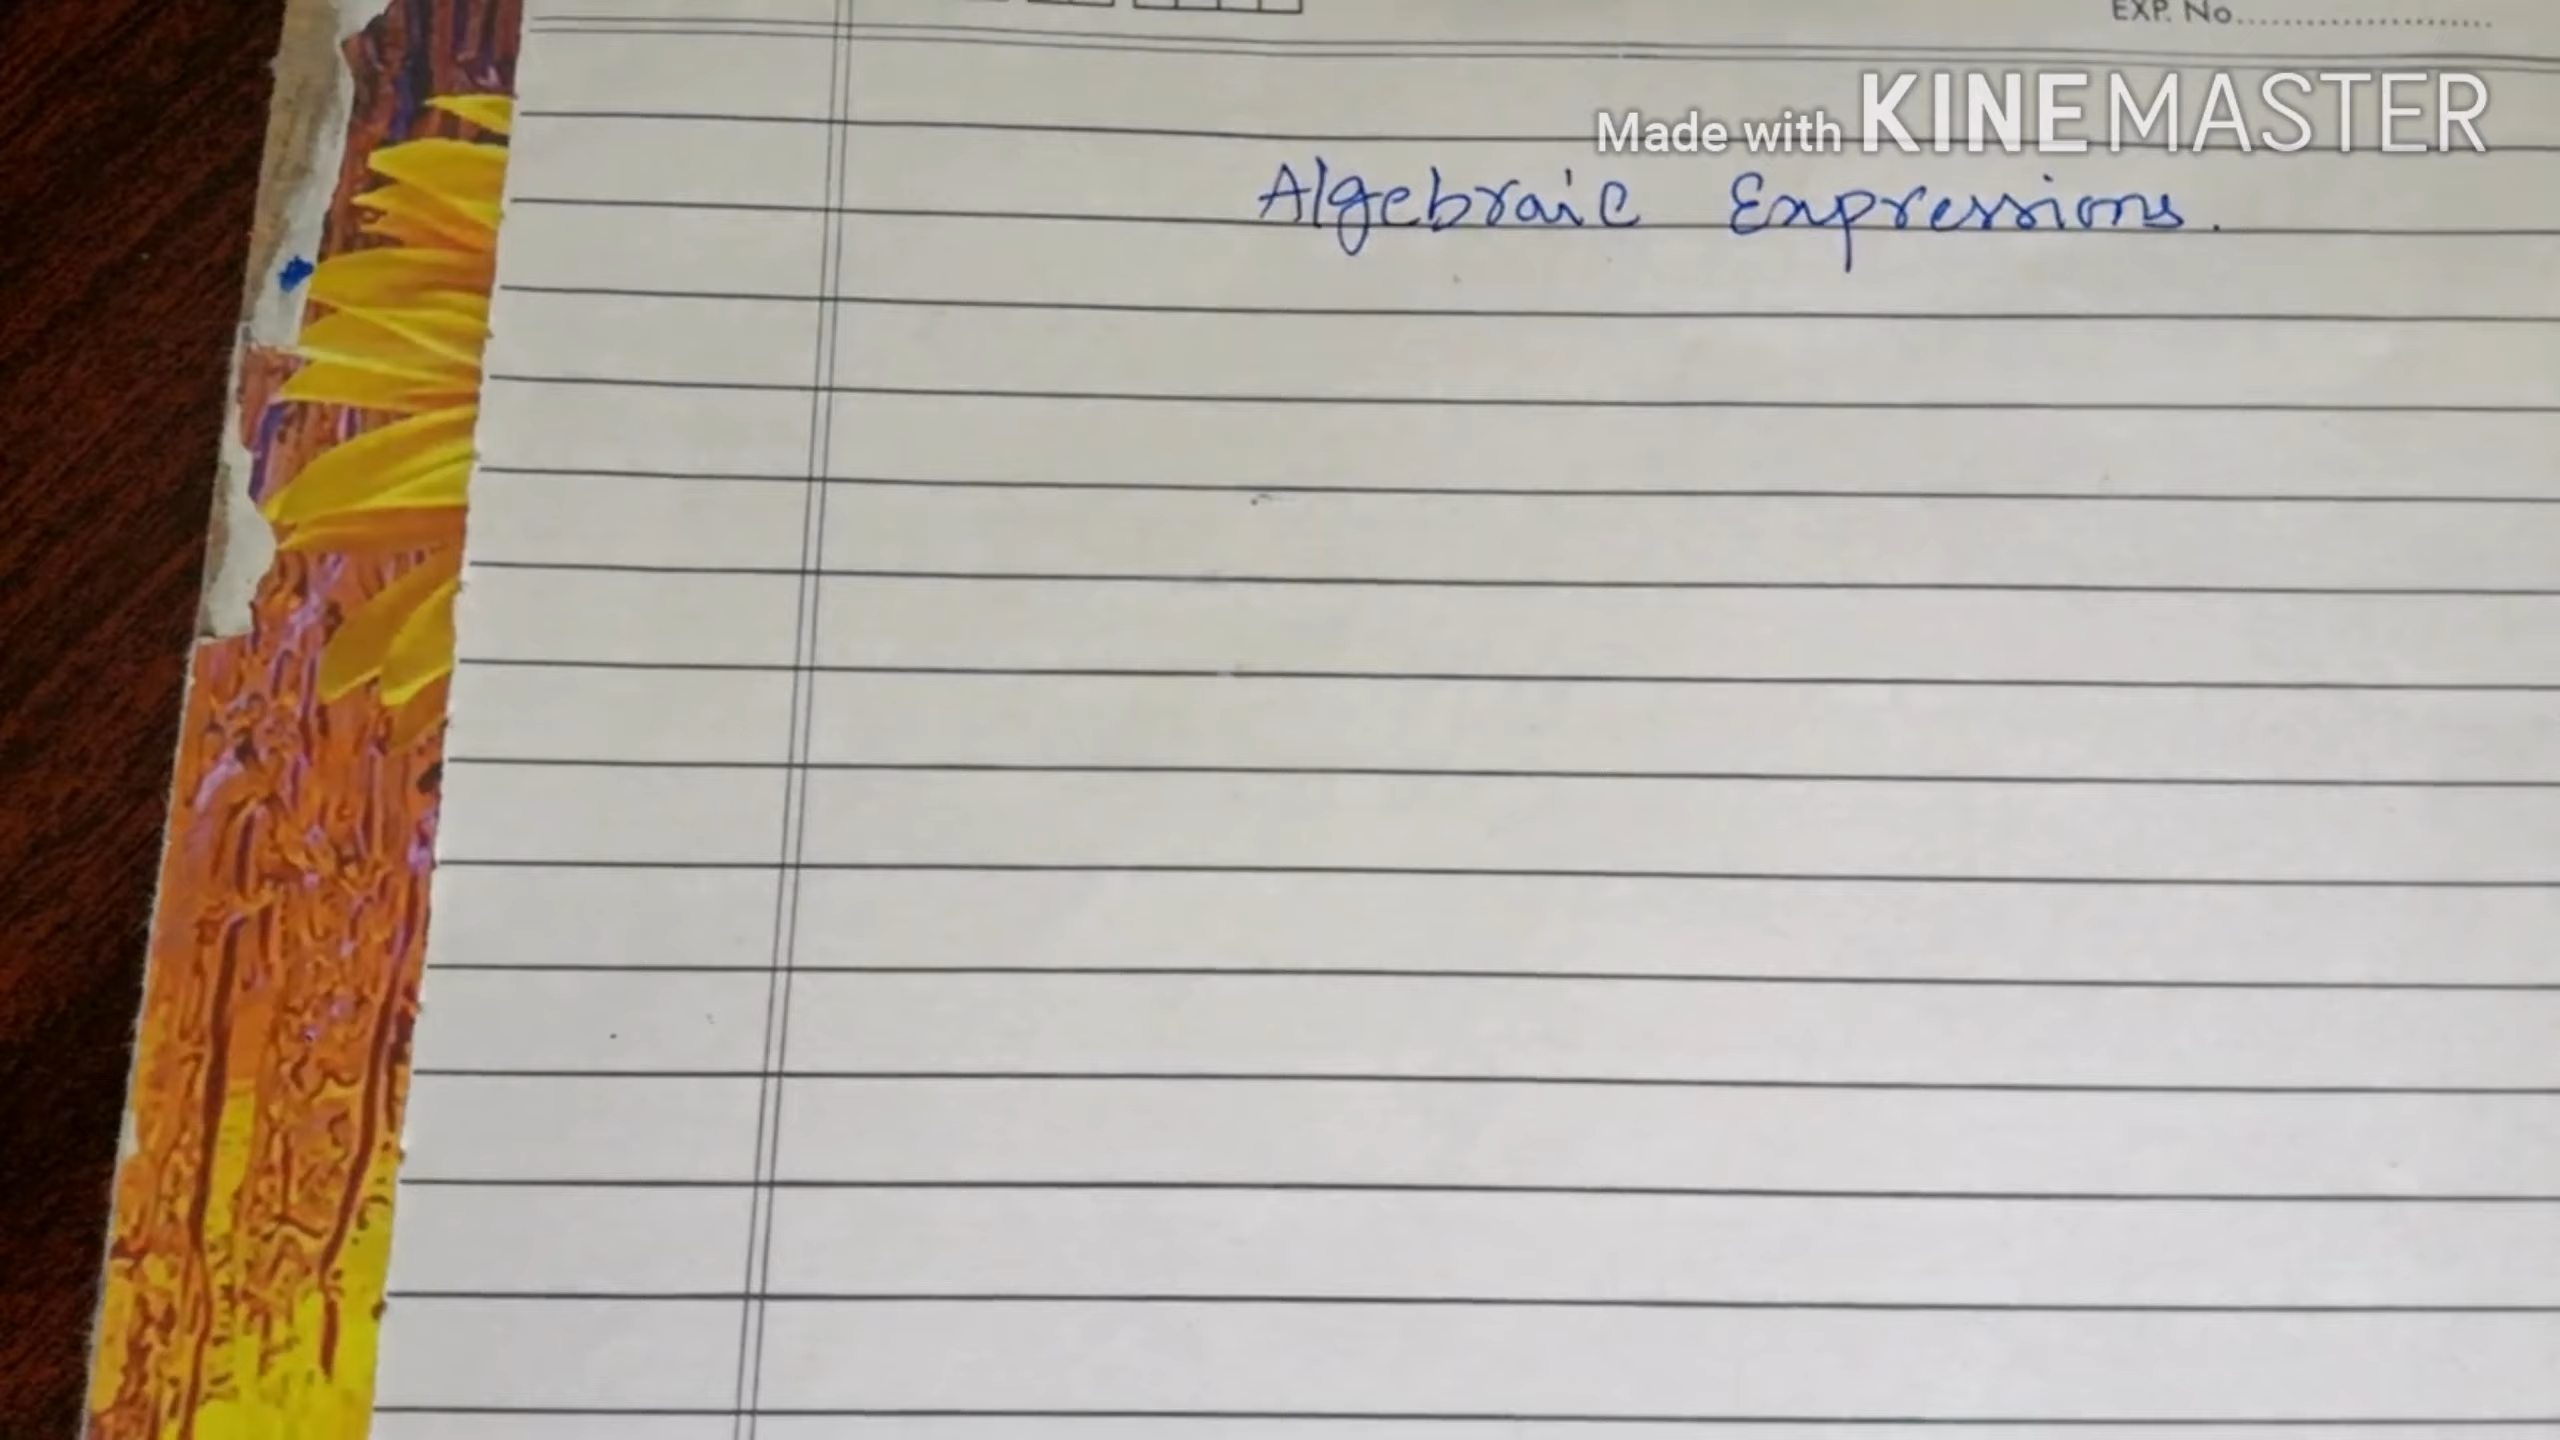 EXP. No......................
Made with KINEMASTER
Algebraic Expressions.